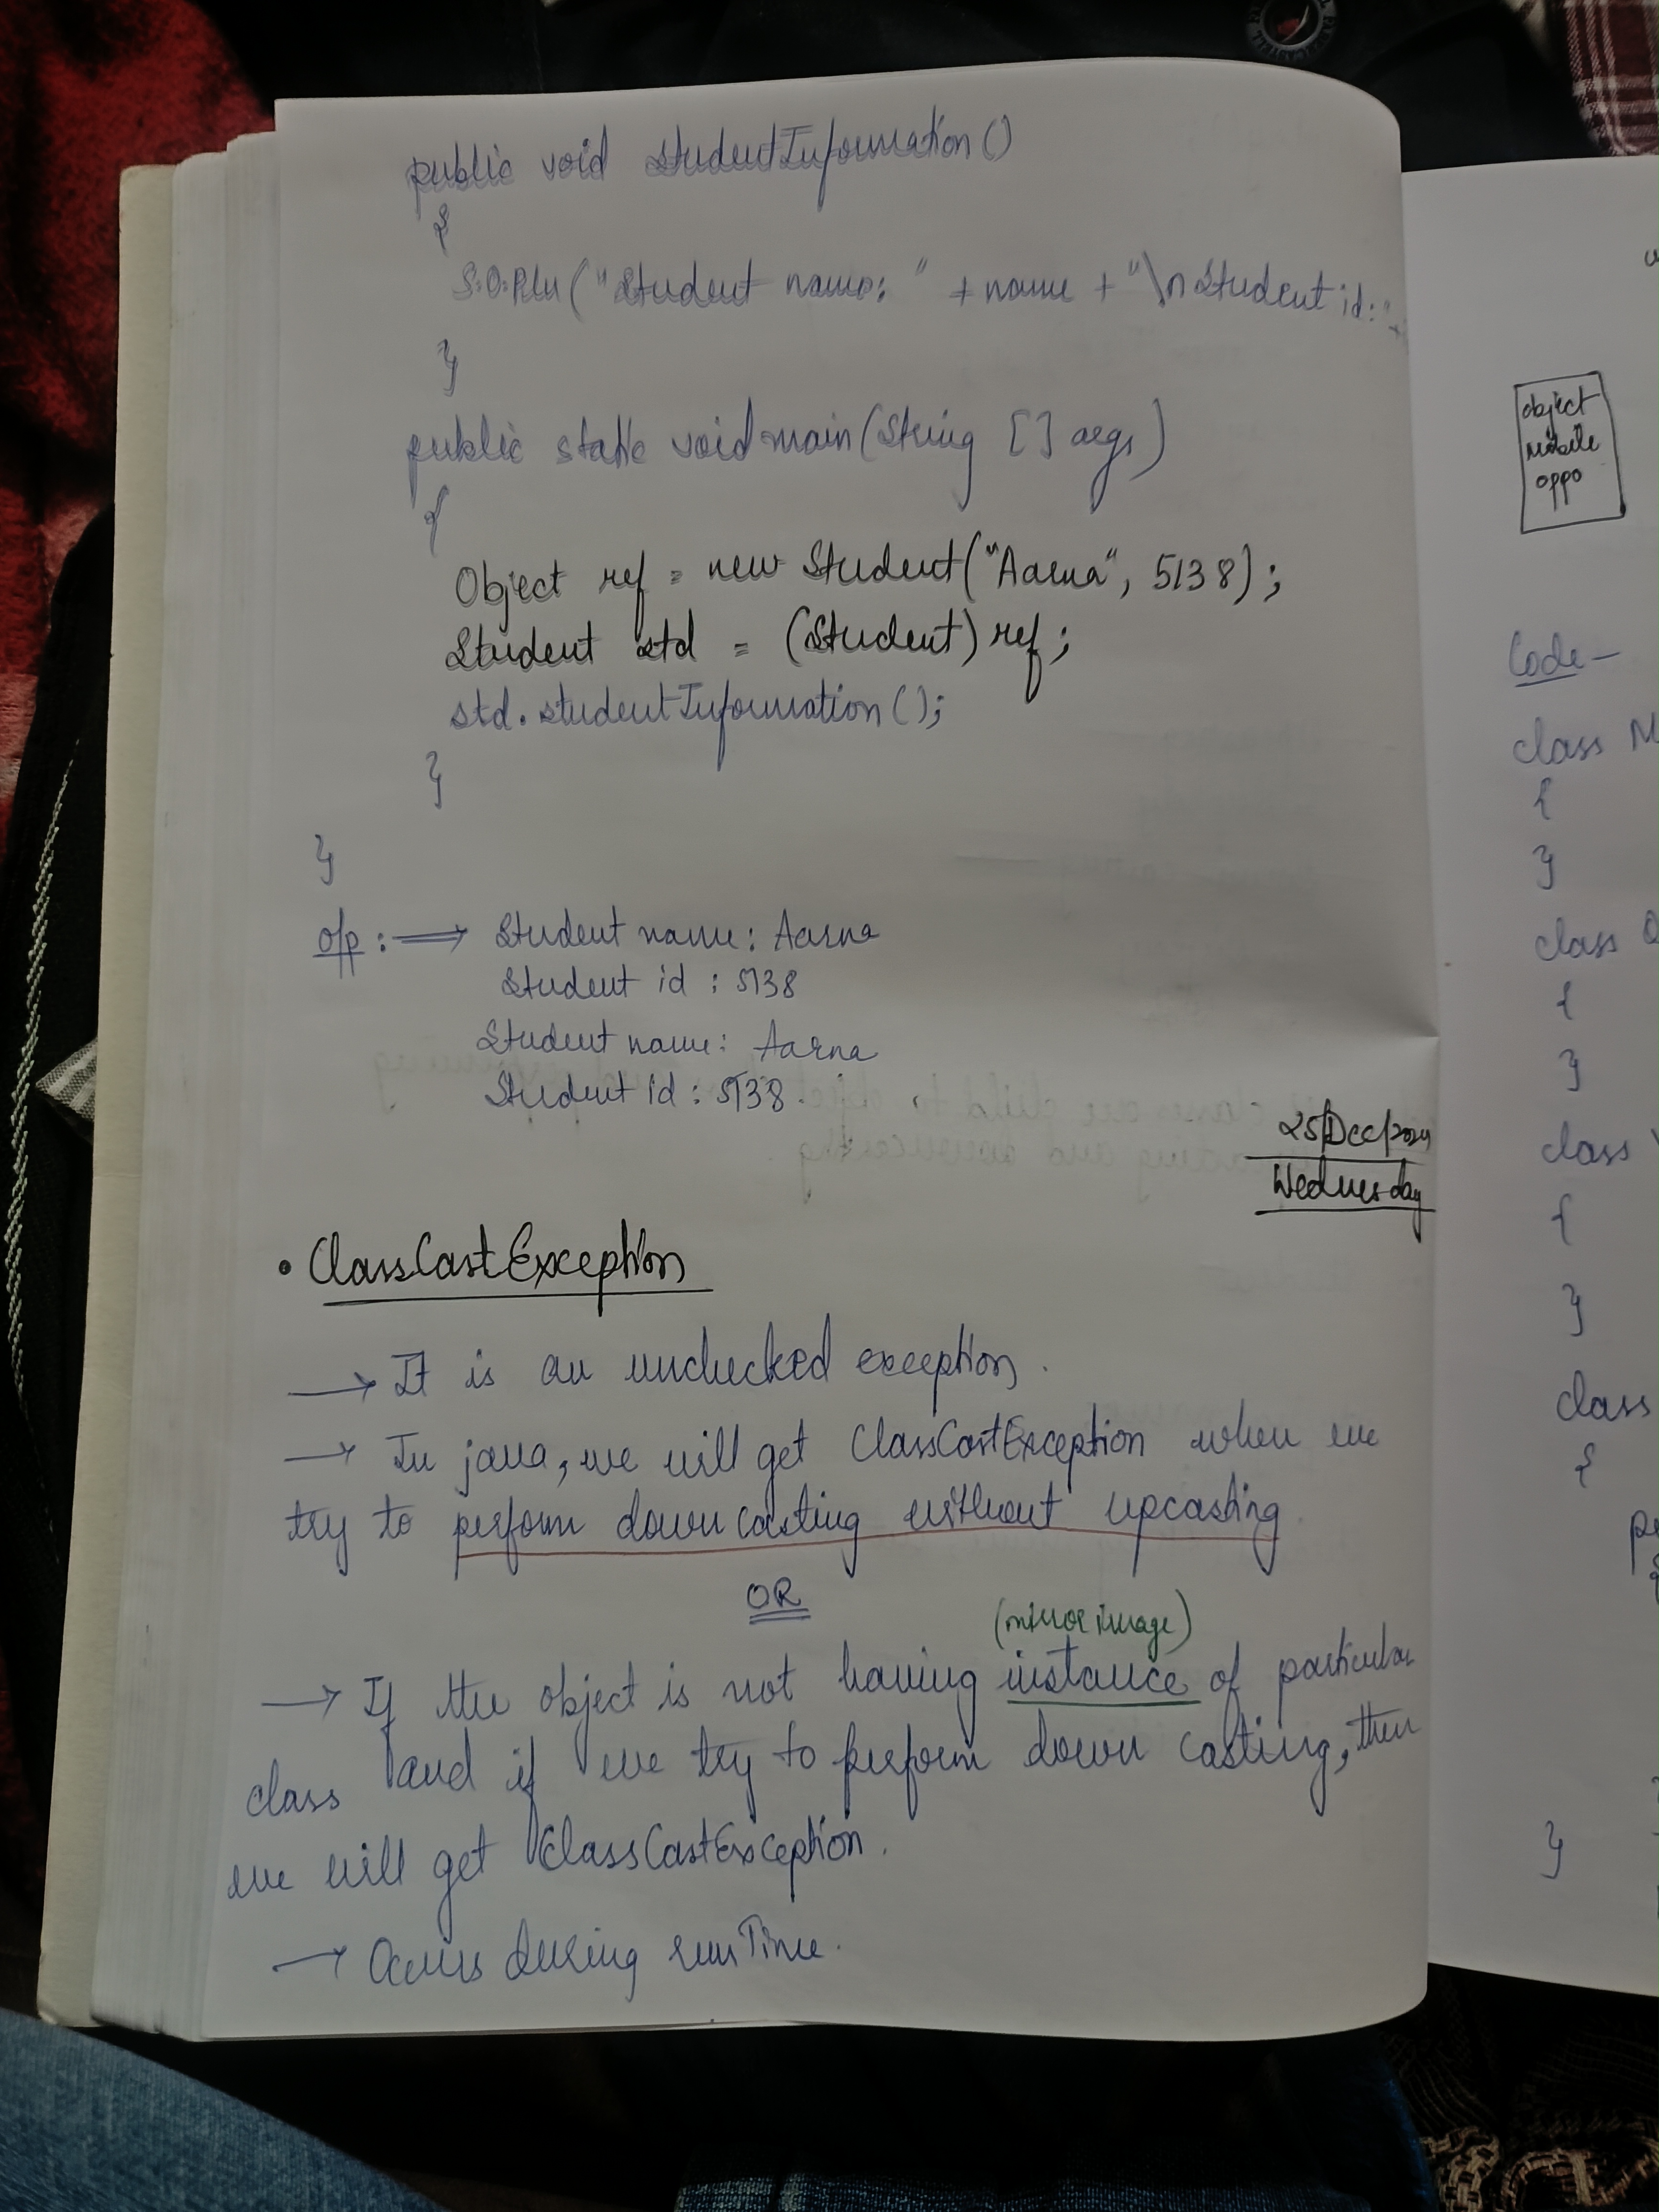 public void studentInformation()
{
S.O.Pln("Student name: " + name + "\nStudent id:"+
}
public static void main(String [] args)
{
Object ref = new Student("Aarna", 5138);
Student std = (Student) ref;
std.studentInformation();
}
}
o/p :⟹ Student name: Aarna
Student id : 5138
Student name: Aarna
Student id : 5138.
25/Dec/2024
Wednesday
• ClassCastException
→ It is an unchecked exception.
→ In java, we will get ClassCastException when we
try to perform down casting without upcasting
OR
(mirror image)
→ If the object is not having instance of particular
class and if we try to perform down casting, then
we will get ClassCastException.
→ Occurs during runTime.
object
Mobile
oppo
Code –
class M
{
}
class O
{
}
class
{
}
class
{
}